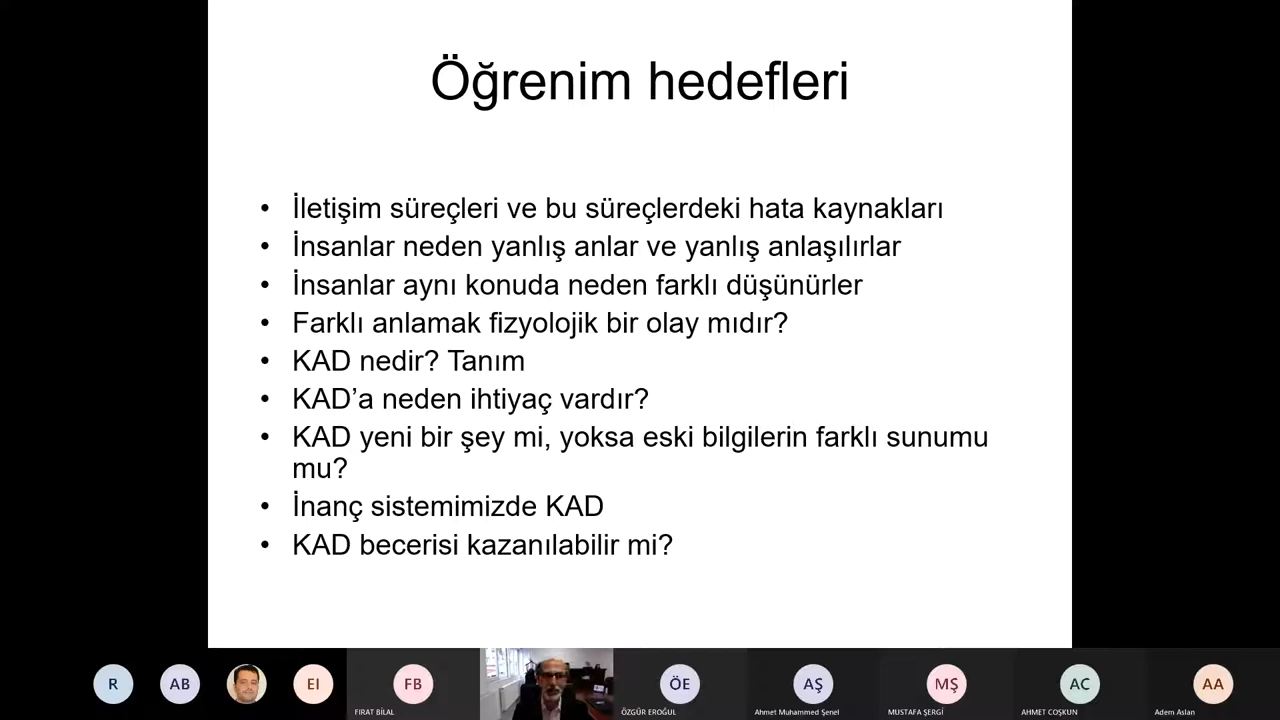 Öğrenim hedefleri
• İletişim süreçleri ve bu süreçlerdeki hata kaynakları
• İnsanlar neden yanlış anlar ve yanlış anlaşılırlar
• İnsanlar aynı konuda neden farklı düşünürler
• Farklı anlamak fizyolojik bir olay mıdır?
• KAD nedir? Tanım
• KAD’a neden ihtiyaç vardır?
• KAD yeni bir şey mi, yoksa eski bilgilerin farklı sunumu
mu?
• İnanç sistemimizde KAD
• KAD becerisi kazanılabilir mi?
R AB EI FB ÖE AŞ MŞ AC AA
FIRAT BİLAL ÖZGÜR EROĞUL Ahmet Muhammed Şenel MUSTAFA ŞERGİ AHMET COŞKUN Adem Aslan